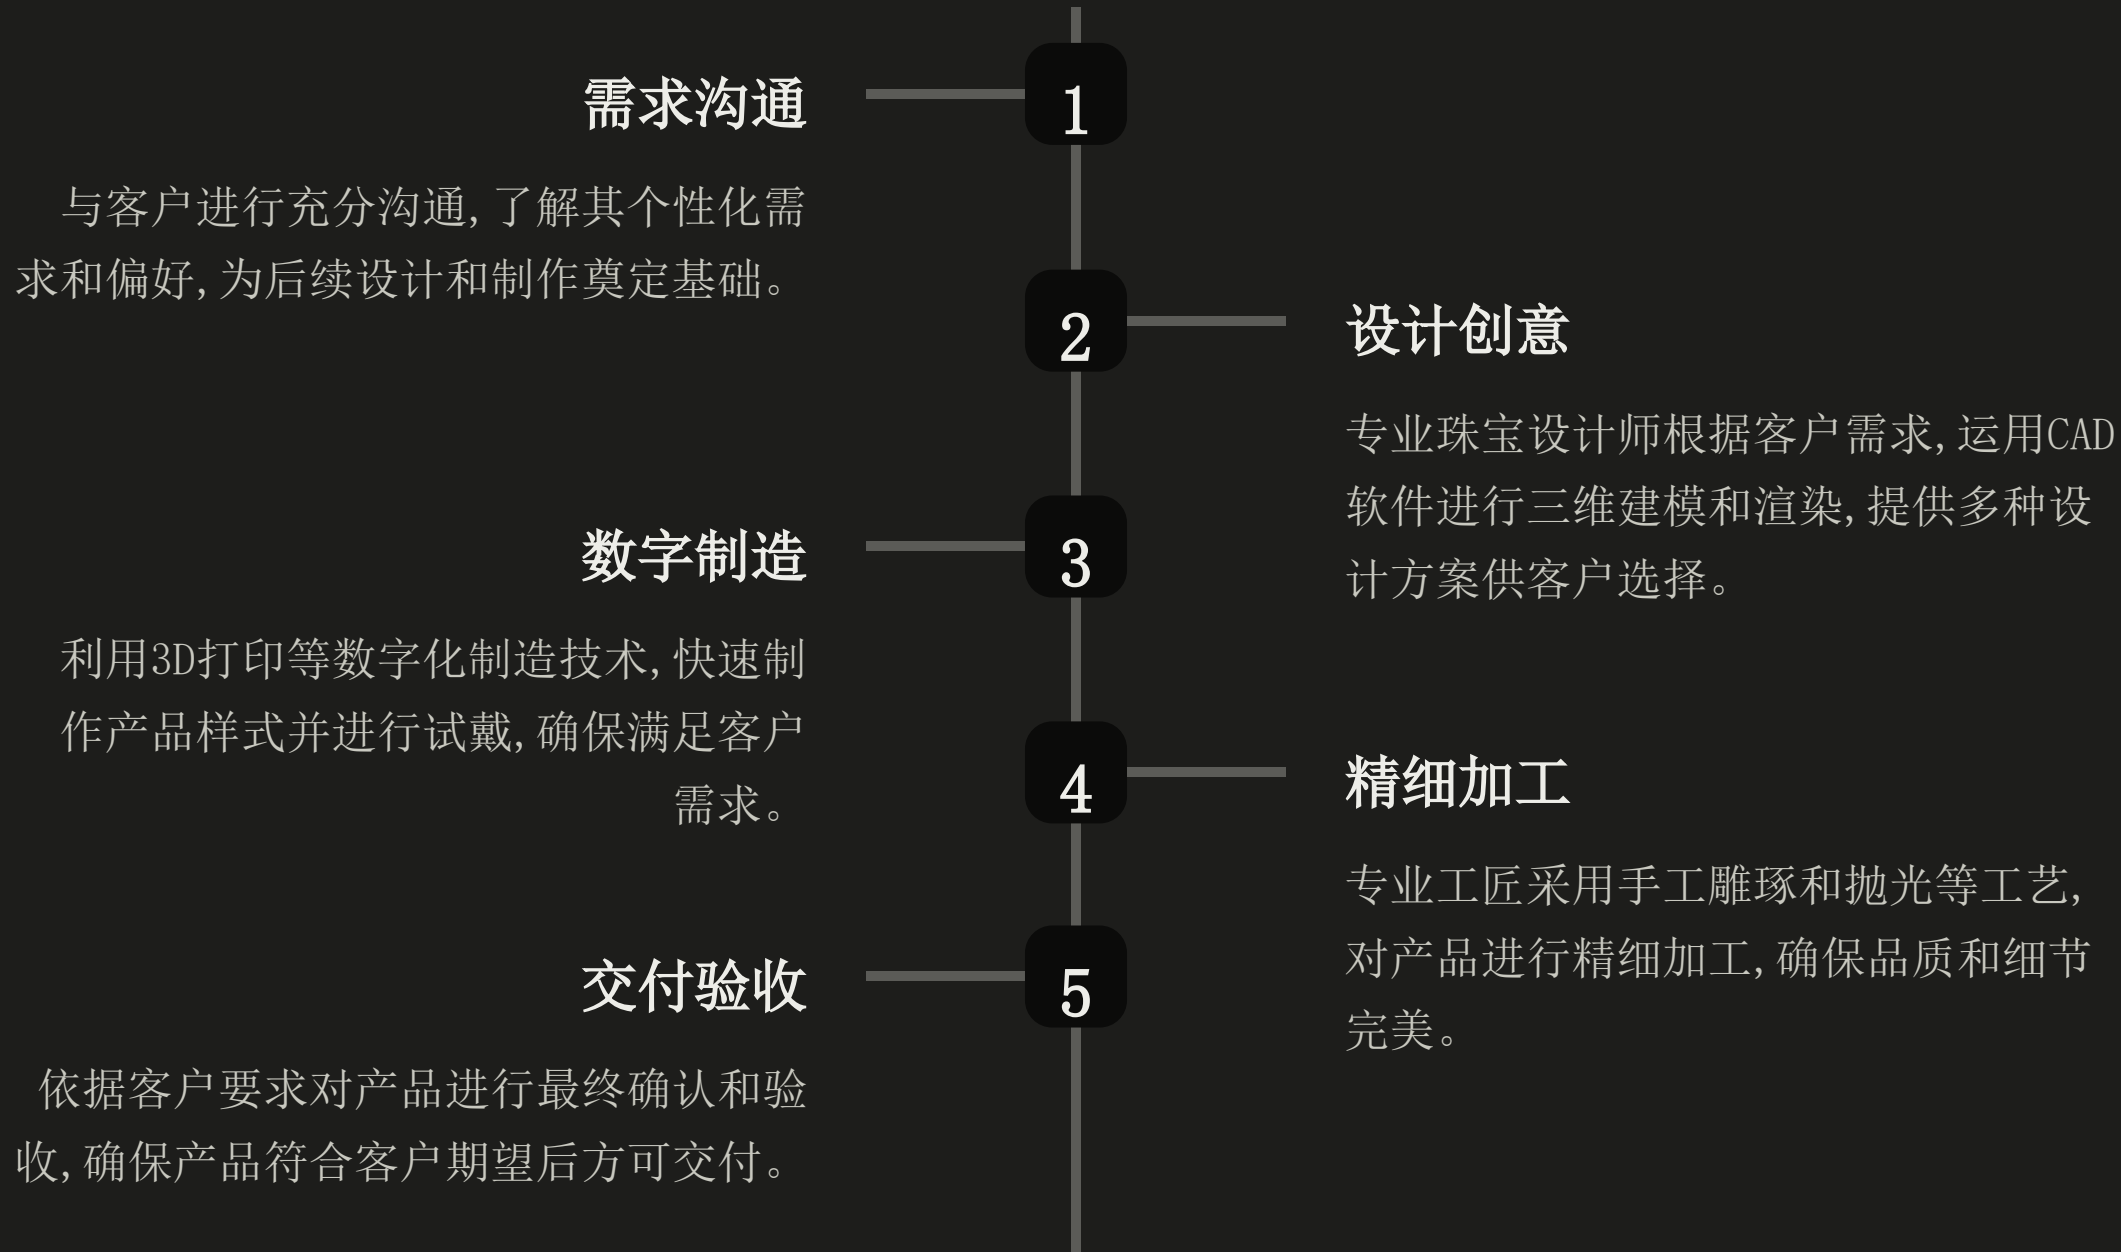 1
需求沟通
与客户进行充分沟通,了解其个性化需
求和偏好,为后续设计和制作奠定基础。
2
设计创意
专业珠宝设计师根据客户需求,运用CAD
软件进行三维建模和渲染,提供多种设
计方案供客户选择。
3
数字制造
利用3D打印等数字化制造技术,快速制
作产品样式并进行试戴,确保满足客户
需求。
4
精细加工
专业工匠采用手工雕琢和抛光等工艺,
对产品进行精细加工,确保品质和细节
完美。
5
交付验收
依据客户要求对产品进行最终确认和验
收,确保产品符合客户期望后方可交付。